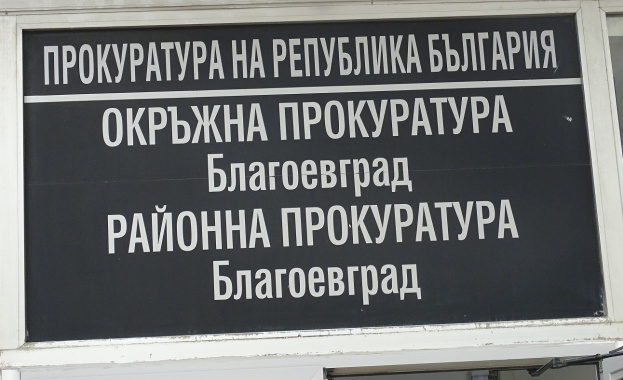 ПРОКУРАТУРА НА РЕПУБЛИКА БЪЛГАРИЯ
ОКРЪЖНА ПРОКУРАТУРА
Благоевград
РАЙОННА ПРОКУРАТУРА
Благоевград